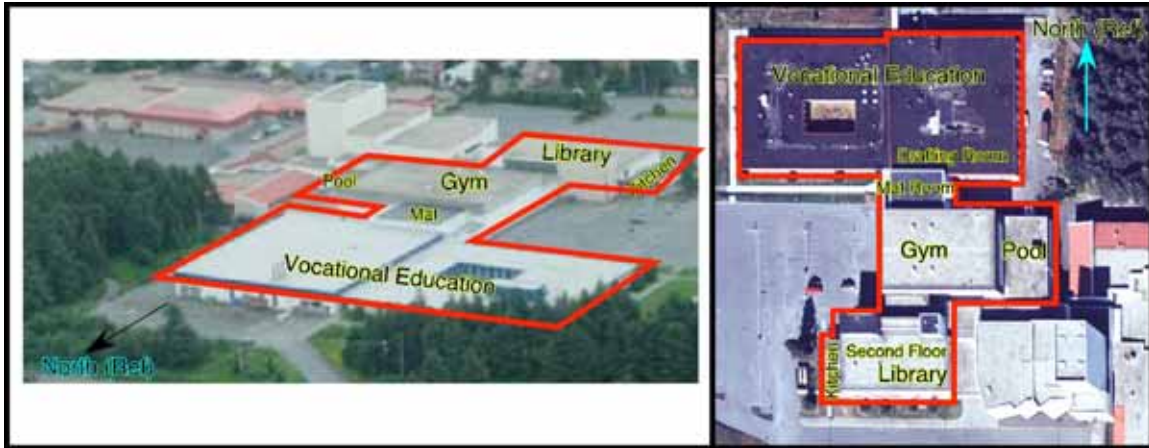 Library
Pool
Gym
Kitchen
Mat
Vocational Education
North (Ref)
North (Ref)
Vocational Education
Drafting Room
Mat Room
Gym
Pool
Second Floor
Library
Kitchen